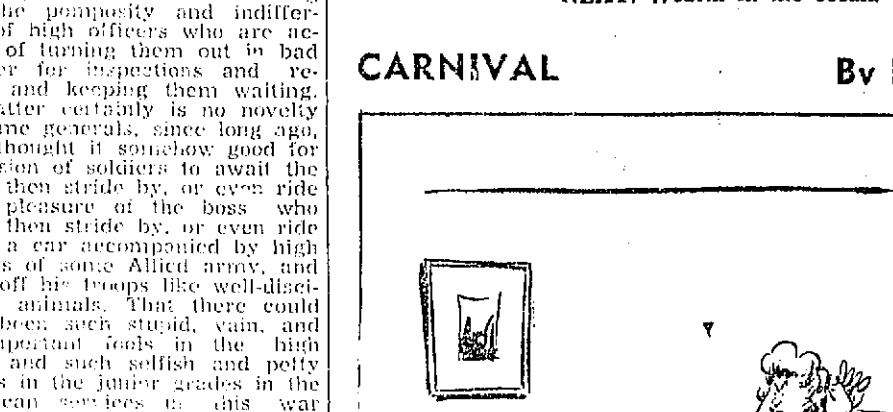 he pomposity and indiffer-
of high officers who are ac-
of turning them out in bad
er for inspections and re-
and keeping them waiting.
atter certainly is no novelty
me generals, since long ago,
thought it somehow good for
sion of soldiers to await the
then stride by, or even ride
pleasure of the boss who
then stride by, or even ride
a car accompanied by high
s of some Allied army, and
off his troops like well-disci-
animals. That there could
been such stupid, vain, and
mportant fools in the high
and such selfish and petty
s in the junior grades in the
can services in this war
in the ocean
CARNIVAL
By